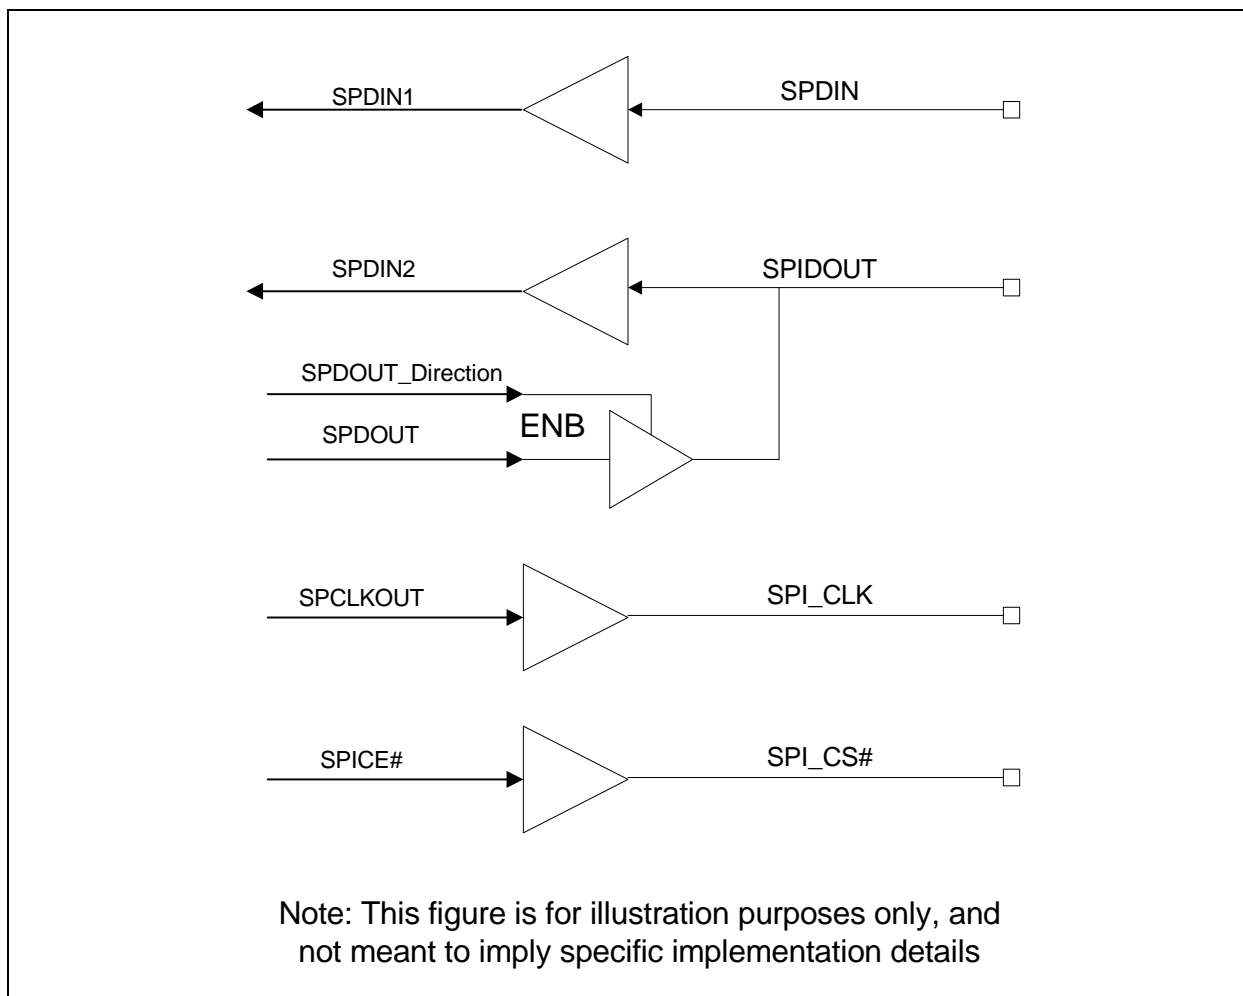 SPDIN1
SPDIN
SPDIN2
SPIDOUT
SPDOUT_Direction
ENB
SPDOUT
SPCLKOUT
SPI_CLK
SPICE#
SPI_CS#
Note: This figure is for illustration purposes only, and
not meant to imply specific implementation details